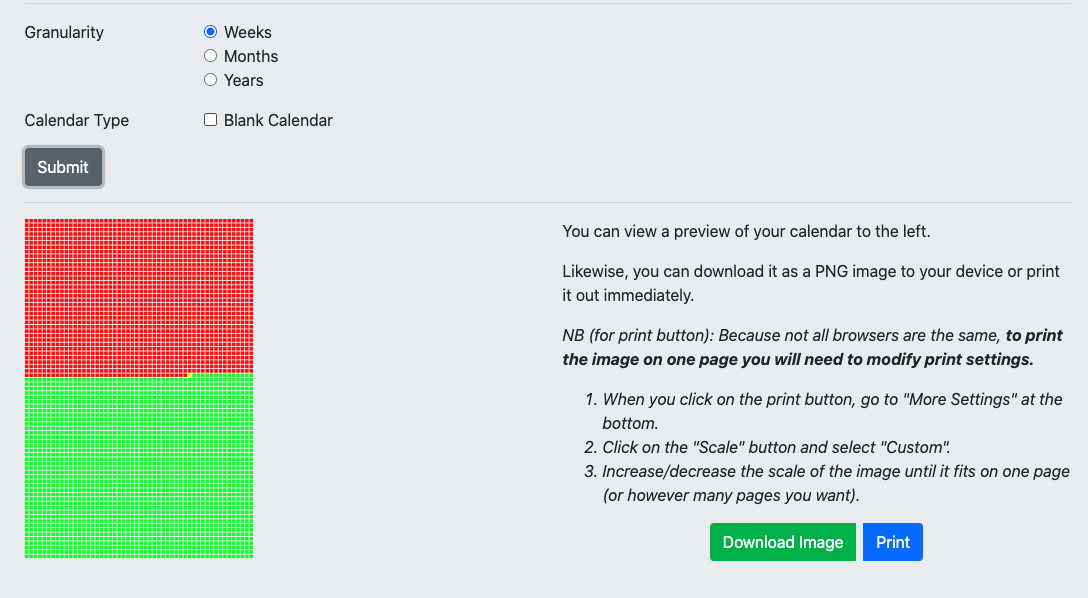 Granularity
Weeks
Months
Years
Calendar Type
Blank Calendar
Submit
You can view a preview of your calendar to the left.
Likewise, you can download it as a PNG image to your device or print
it out immediately.
NB (for print button): Because not all browsers are the same, to print
the image on one page you will need to modify print settings.
1. When you click on the print button, go to "More Settings" at the
bottom.
2. Click on the "Scale" button and select "Custom".
3. Increase/decrease the scale of the image until it fits on one page
(or however many pages you want).
Download Image
Print